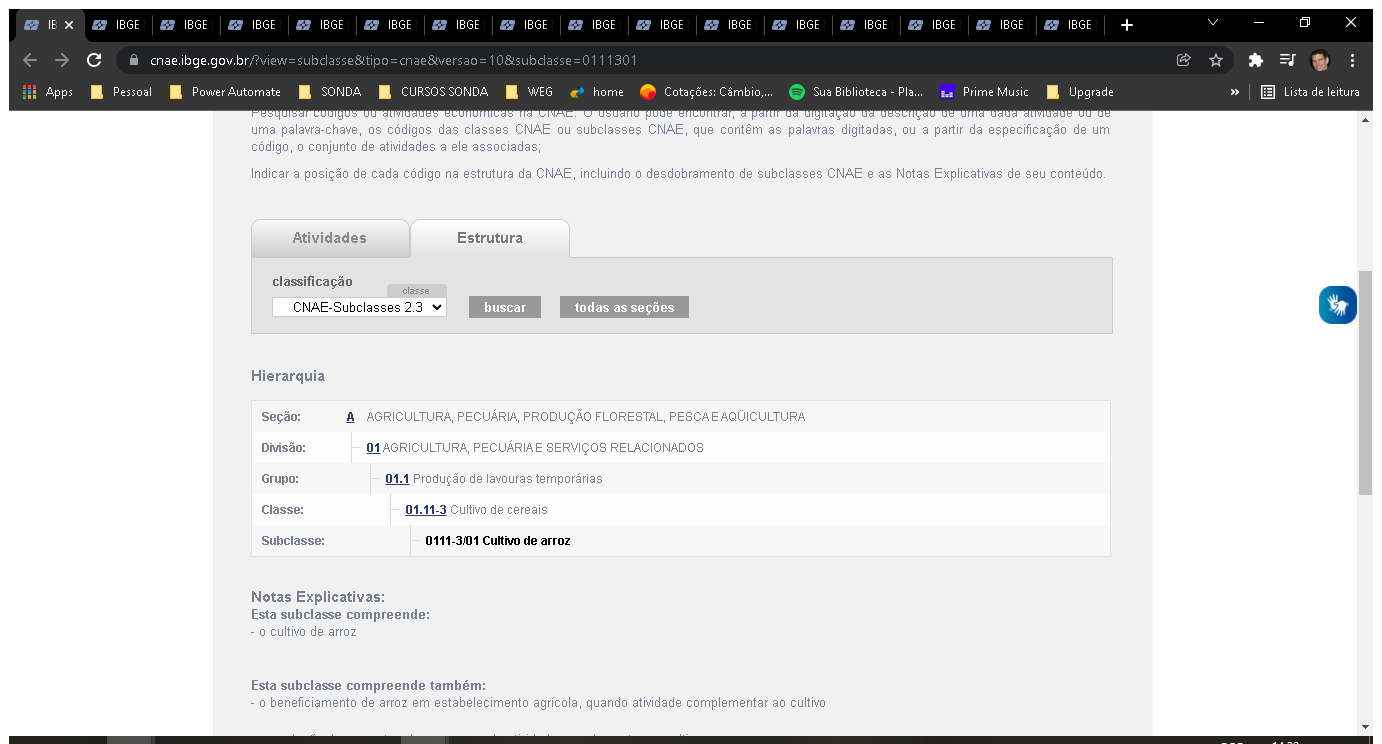 IE IBGE IBGE IBGE IBGE IBGE IBGE IBGE IBGE IBGE IBGE IBGE IBGE IBGE IBGE IBGE
cnae.ibge.gov.br/?view=subclasse&tipo=cnae&versao=10&subclasse=0111301
Apps Pessoal Power Automate SONDA CURSOS SONDA WEG home Cotações: Câmbio,... Sua Biblioteca - Pla... Prime Music Upgrade » Lista de leitura
Pesquisar códigos ou atividades econômicas na CNAE. O usuário pode encontrar, a partir da digitação da descrição de uma dada atividade ou de
uma palavra-chave, os códigos das classes CNAE ou subclasses CNAE, que contêm as palavras digitadas, ou a partir da especificação de um
código, o conjunto de atividades a ele associadas;
Indicar a posição de cada código na estrutura da CNAE, incluindo o desdobramento de subclasses CNAE e as Notas Explicativas de seu conteúdo.
Atividades Estrutura
classificação
classe
CNAE-Subclasses 2.3 buscar todas as seções
Hierarquia
Seção: A AGRICULTURA, PECUÁRIA, PRODUÇÃO FLORESTAL, PESCA E AQÜICULTURA
Divisão: 01 AGRICULTURA, PECUÁRIA E SERVIÇOS RELACIONADOS
Grupo: 01.1 Produção de lavouras temporárias
Classe: 01.11-3 Cultivo de cereais
Subclasse: 0111-3/01 Cultivo de arroz
Notas Explicativas:
Esta subclasse compreende:
- o cultivo de arroz
Esta subclasse compreende também:
- o beneficiamento de arroz em estabelecimento agrícola, quando atividade complementar ao cultivo